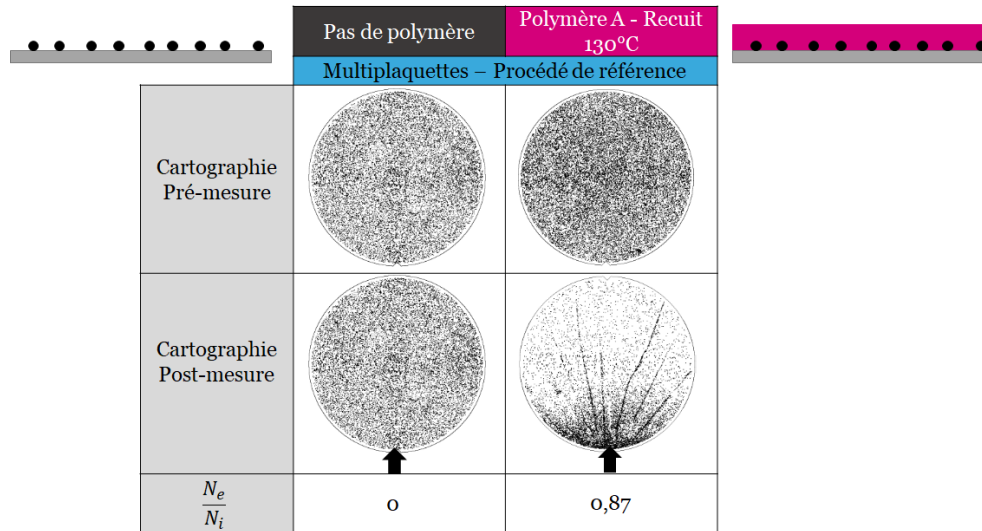 Pas de polymère
Polymère A - Recuit
130°C
Multiplaquettes – Procédé de référence
Cartographie
Pré-mesure
Cartographie
Post-mesure
N_e
N_i
0
0,87